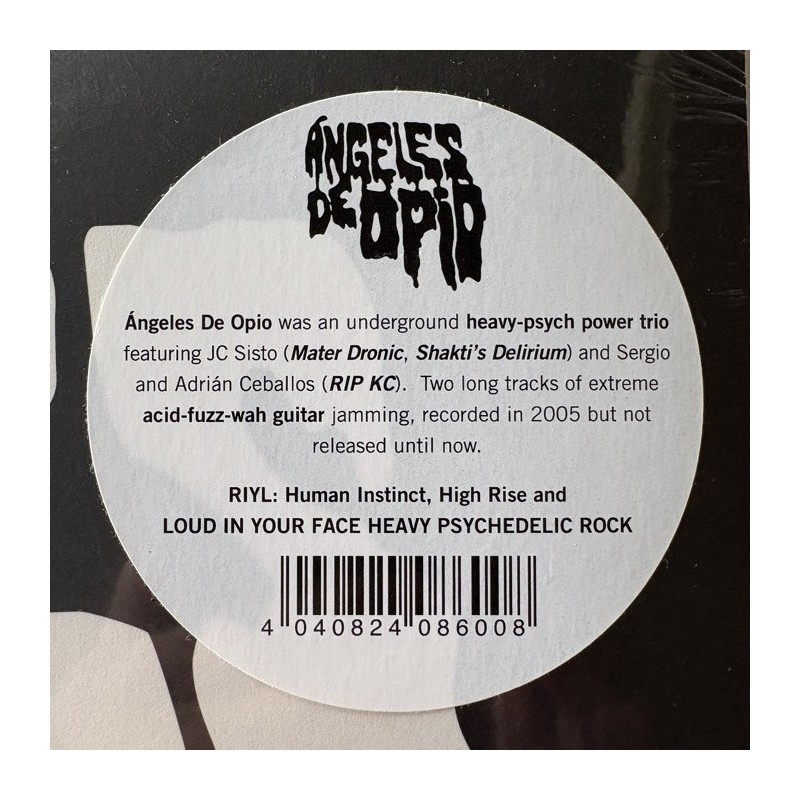 ÁNGELES
DE OPIO
Ángeles De Opio was an underground heavy-psych power trio
featuring JC Sisto (Mater Dronic, Shakti's Delirium) and Sergio
and Adrián Ceballos (RIP KC). Two long tracks of extreme
acid-fuzz-wah guitar jamming, recorded in 2005 but not
released until now.
RIYL: Human Instinct, High Rise and
LOUD IN YOUR FACE HEAVY PSYCHEDELIC ROCK
4 040824 086008